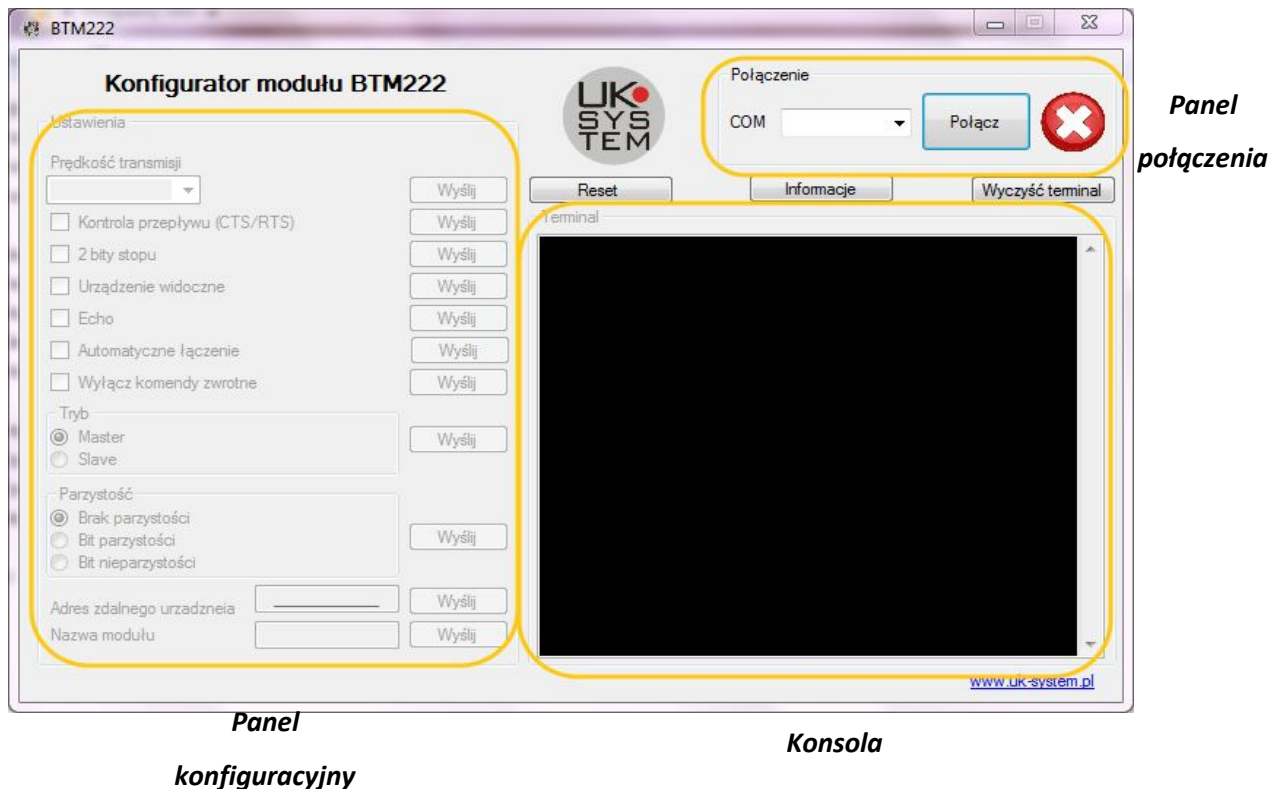 BTM222
Konfigurator modułu BTM222
UK
SYS
TEM
Połączenie
COM
Połącz
Panel
połączenia
Reset
Informacje
Wyczyść terminal
Ustawienia
Prędkość transmisji
Wyślij
Kontrola przepływu (CTS/RTS)
Wyślij
2 bity stopu
Wyślij
Urządzenie widoczne
Wyślij
Echo
Wyślij
Automatyczne łączenie
Wyślij
Wyłącz komendy zwrotne
Wyślij
Tryb
Master
Slave
Wyślij
Parzystość
Brak parzystości
Bit parzystości
Bit nieparzystości
Wyślij
Adres zdalnego urzadzneia
Wyślij
Nazwa modułu
Wyślij
Terminal
www.uk-system.pl
Panel
konfiguracyjny
Konsola